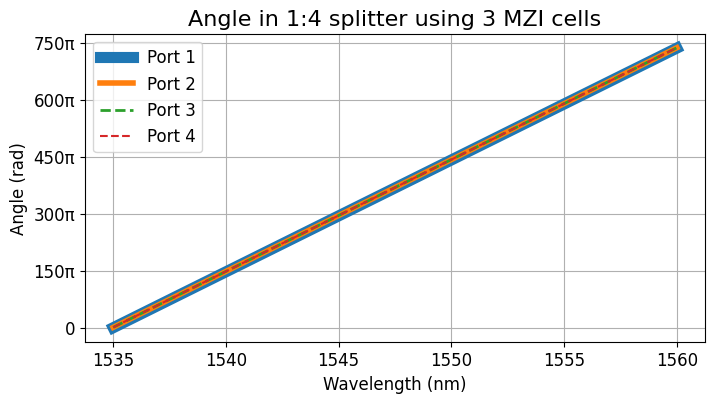 Angle in 1:4 splitter using 3 MZI cells
Angle (rad)
750π
600π
450π
300π
150π
0
Port 1
Port 2
Port 3
Port 4
1535 1540 1545 1550 1555 1560
Wavelength (nm)